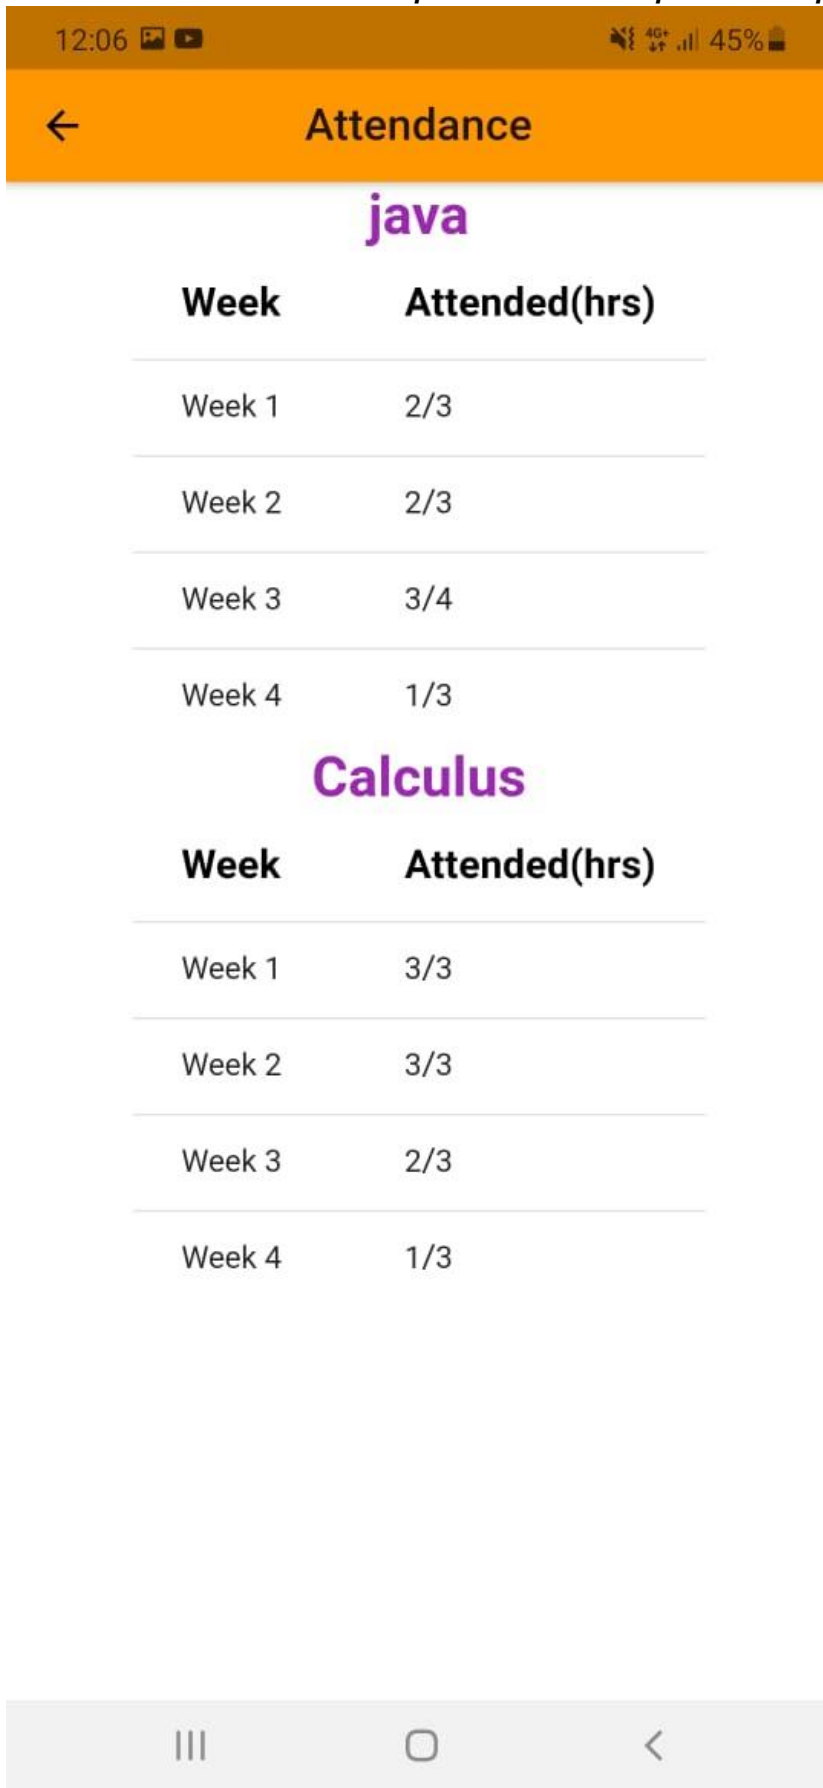 12:06 4G+ 45%
Attendance
java
Week Attended(hrs)
Week 1 2/3
Week 2 2/3
Week 3 3/4
Week 4 1/3
Calculus
Week Attended(hrs)
Week 1 3/3
Week 2 3/3
Week 3 2/3
Week 4 1/3